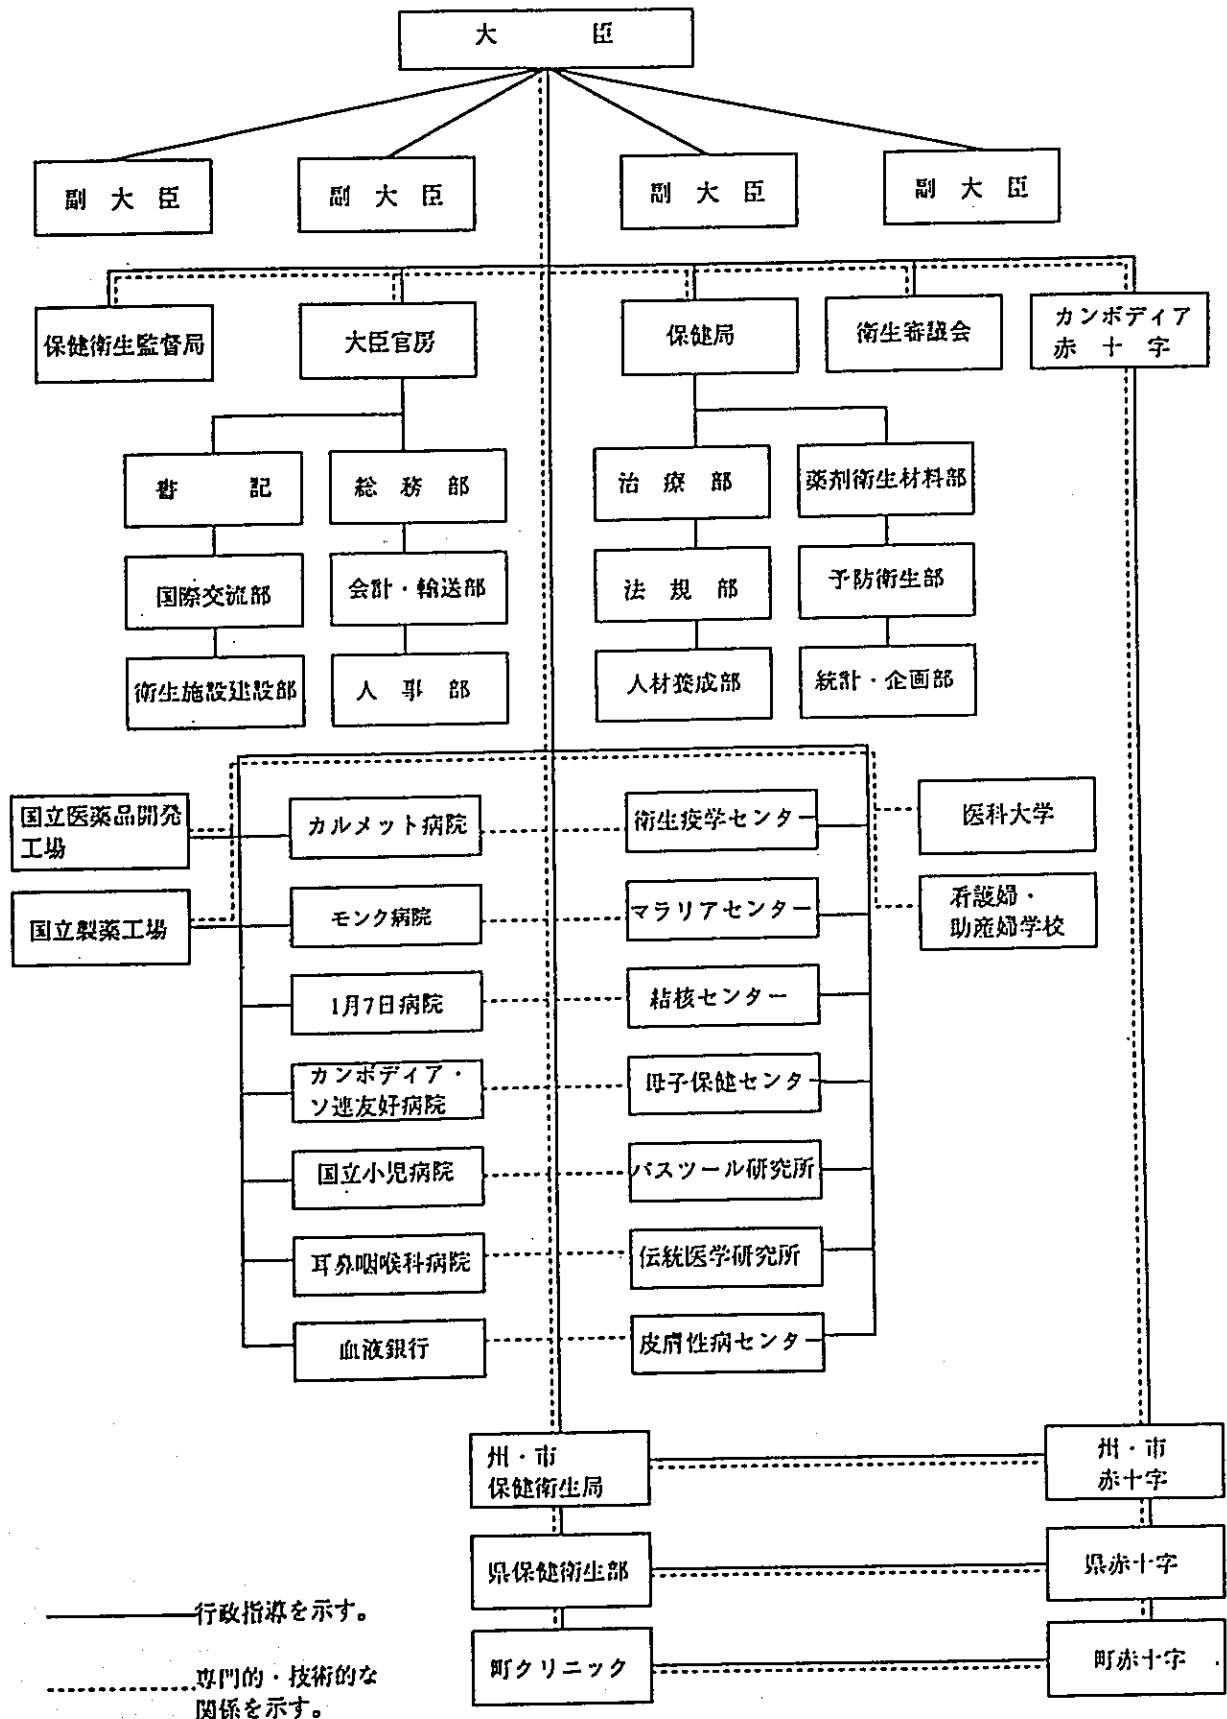 大臣
副大臣
副大臣
副大臣
副大臣
保健衛生監督局
大臣官房
保健局
衛生審議会
カンボディア
赤十字
書記
総務部
治療部
薬剤衛生材料部
国際交流部
会計・輸送部
法規部
予防衛生部
衛生施設建設部
人事部
人材養成部
統計・企画部
国立医薬品開発
工場
カルメット病院
衛生疫学センター
医科大学
国立製薬工場
モンク病院
マラリアセンター
看護婦・
助産婦学校
1月7日病院
結核センター
カンボディア・
ソ連友好病院
母子保健センター
国立小児病院
パスツール研究所
耳鼻咽喉科病院
伝統医学研究所
血液銀行
皮膚性病センター
州・市
保健衛生局
州・市
赤十字
県保健衛生部
県赤十字
町クリニック
町赤十字
行政指導を示す。
専門的・技術的な
関係を示す。